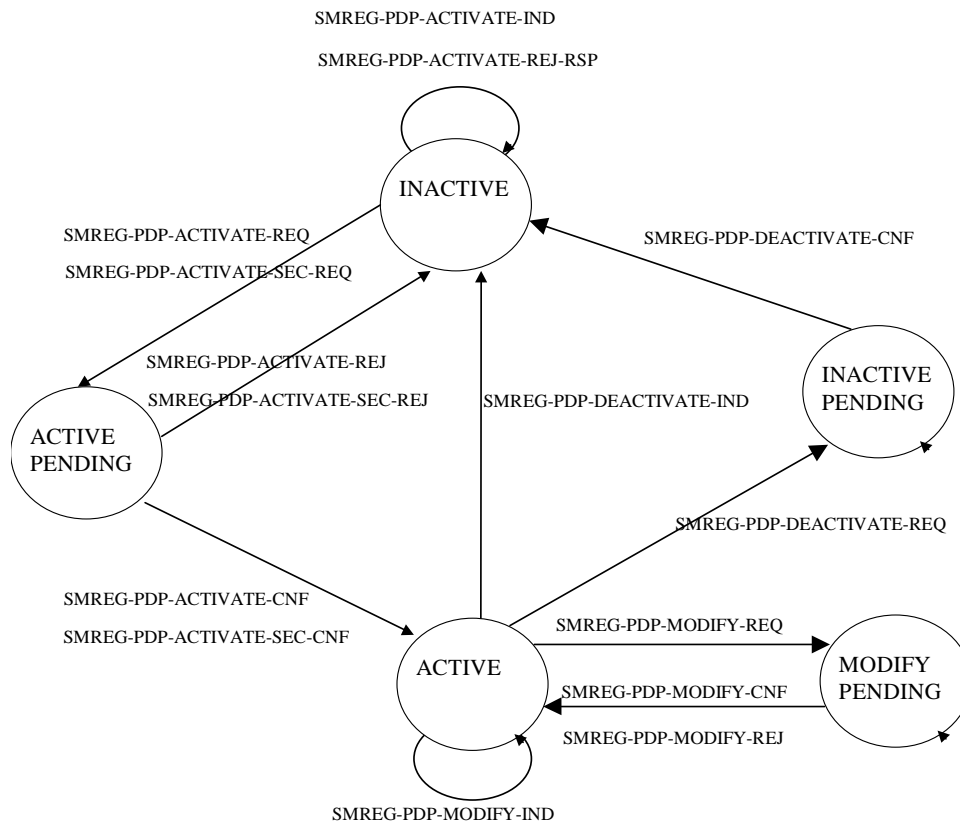 SMREG-PDP-ACTIVATE-IND
SMREG-PDP-ACTIVATE-REJ-RSP
INACTIVE
SMREG-PDP-ACTIVATE-REQ
SMREG-PDP-DEACTIVATE-CNF
SMREG-PDP-ACTIVATE-SEC-REQ
SMREG-PDP-ACTIVATE-REJ
SMREG-PDP-ACTIVATE-SEC-REJ
SMREG-PDP-DEACTIVATE-IND
INACTIVE
PENDING
ACTIVE
PENDING
SMREG-PDP-DEACTIVATE-REQ
SMREG-PDP-ACTIVATE-CNF
SMREG-PDP-ACTIVATE-SEC-CNF
SMREG-PDP-MODIFY-REQ
ACTIVE
MODIFY
PENDING
SMREG-PDP-MODIFY-CNF
SMREG-PDP-MODIFY-REJ
SMREG-PDP-MODIFY-IND